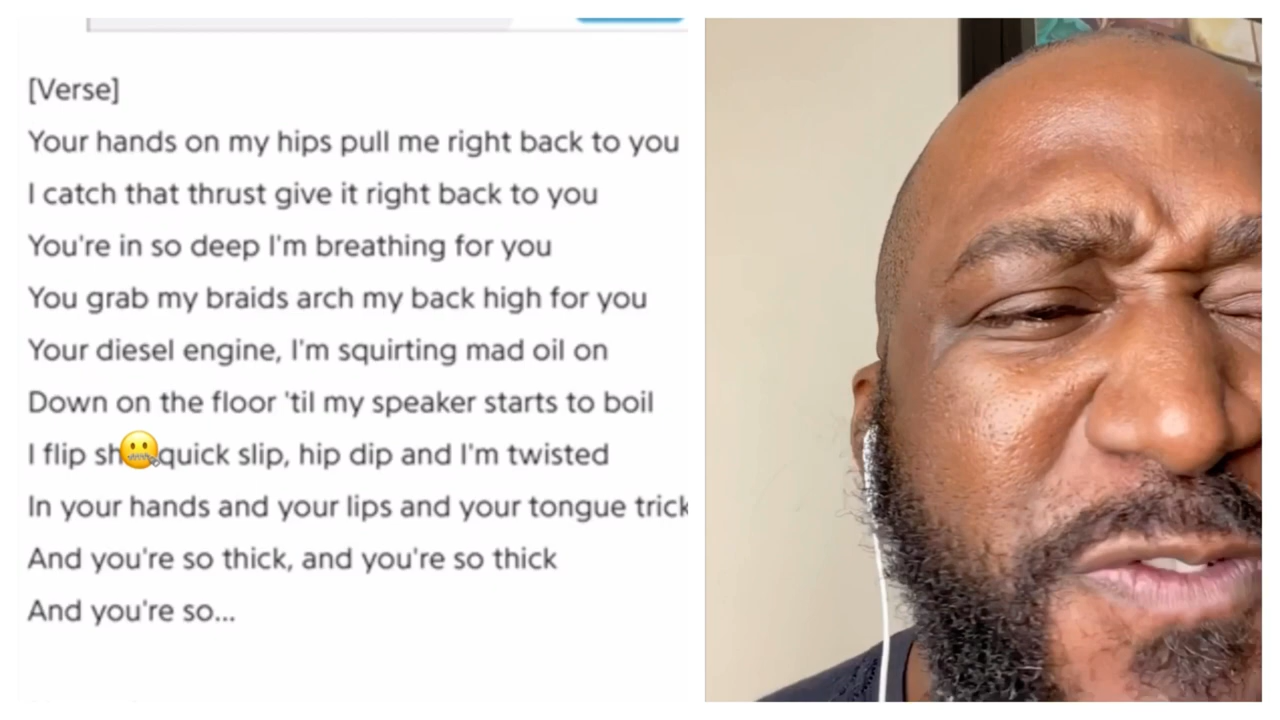 [Verse]
Your hands on my hips pull me right back to you
I catch that thrust give it right back to you
You're in so deep I'm breathing for you
You grab my braids arch my back high for you
Your diesel engine, I'm squirting mad oil on
Down on the floor 'til my speaker starts to boil
I flip sh🤐quick slip, hip dip and I'm twisted
In your hands and your lips and your tongue trick
And you're so thick, and you're so thick
And you're so...